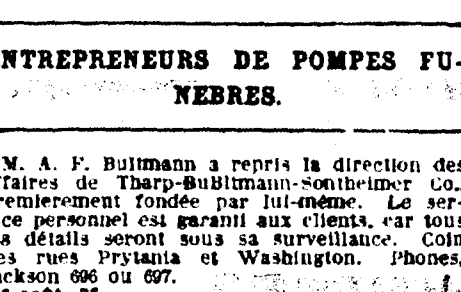 NTREPRENEURS DE POMPES FU-
NEBRES.
M. A. F. Bultmann a repris la direction des
ffaires de Tharp-BuBltmann-Sontheimer Co.,
remierement fondée par lui-même. Le ser-
ice personnel est garanti aux clients, car tous
s détails seront sous sa surveillance. Coin
es rues Prytania et Washington. Phones,
ackson 696 ou 697.